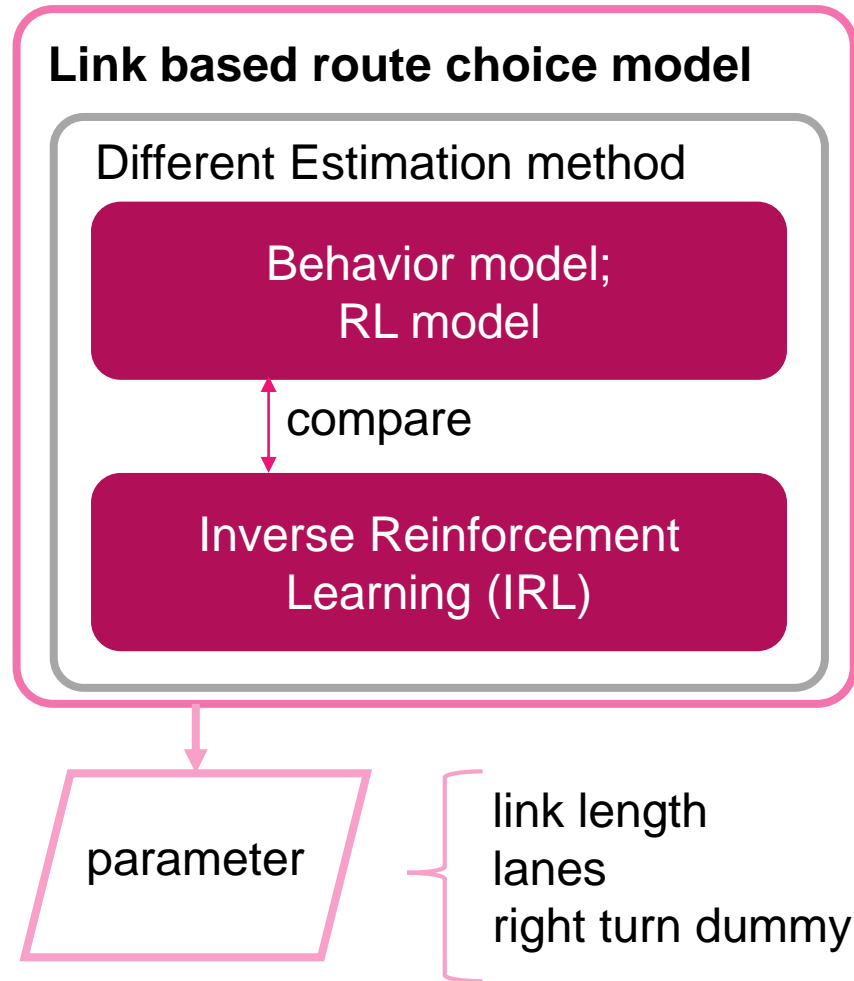 Link based route choice model
Different Estimation method
Behavior model;
RL model
compare
Inverse Reinforcement
Learning (IRL)
parameter
link length
lanes
right turn dummy